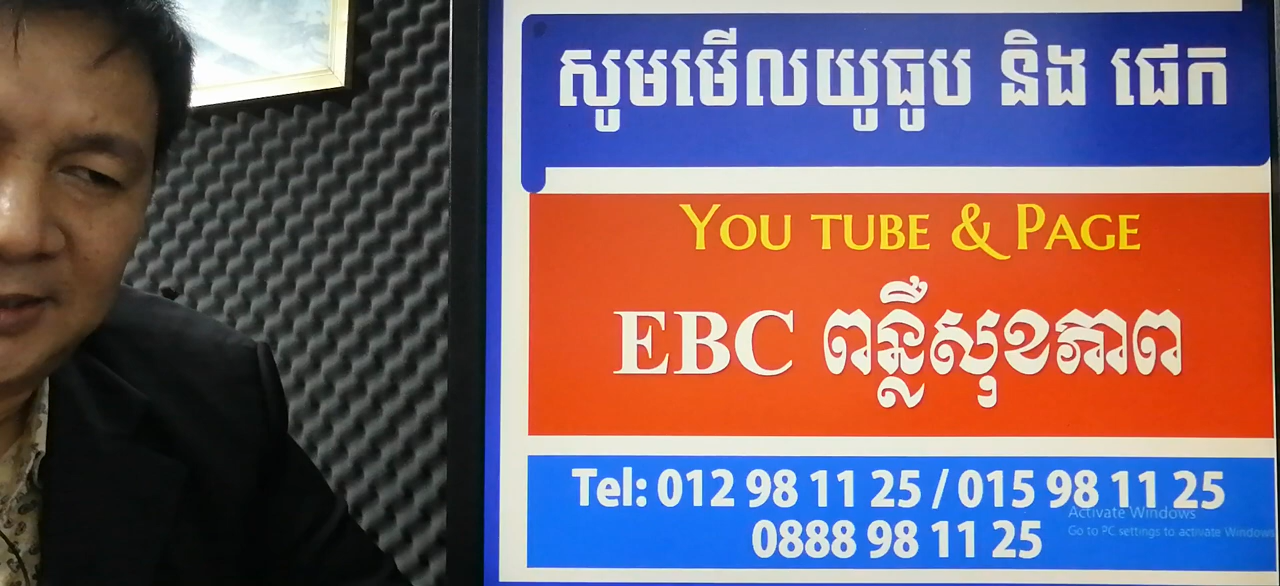 សូមមើលយូធូប និង ផេក
YOU TUBE & PAGE
EBC ពន្លឺសុខភាព
Tel: 012 98 11 25 / 015 98 11 25
0888 98 11 25
Activate Windows
Go to PC settings to activate Windows